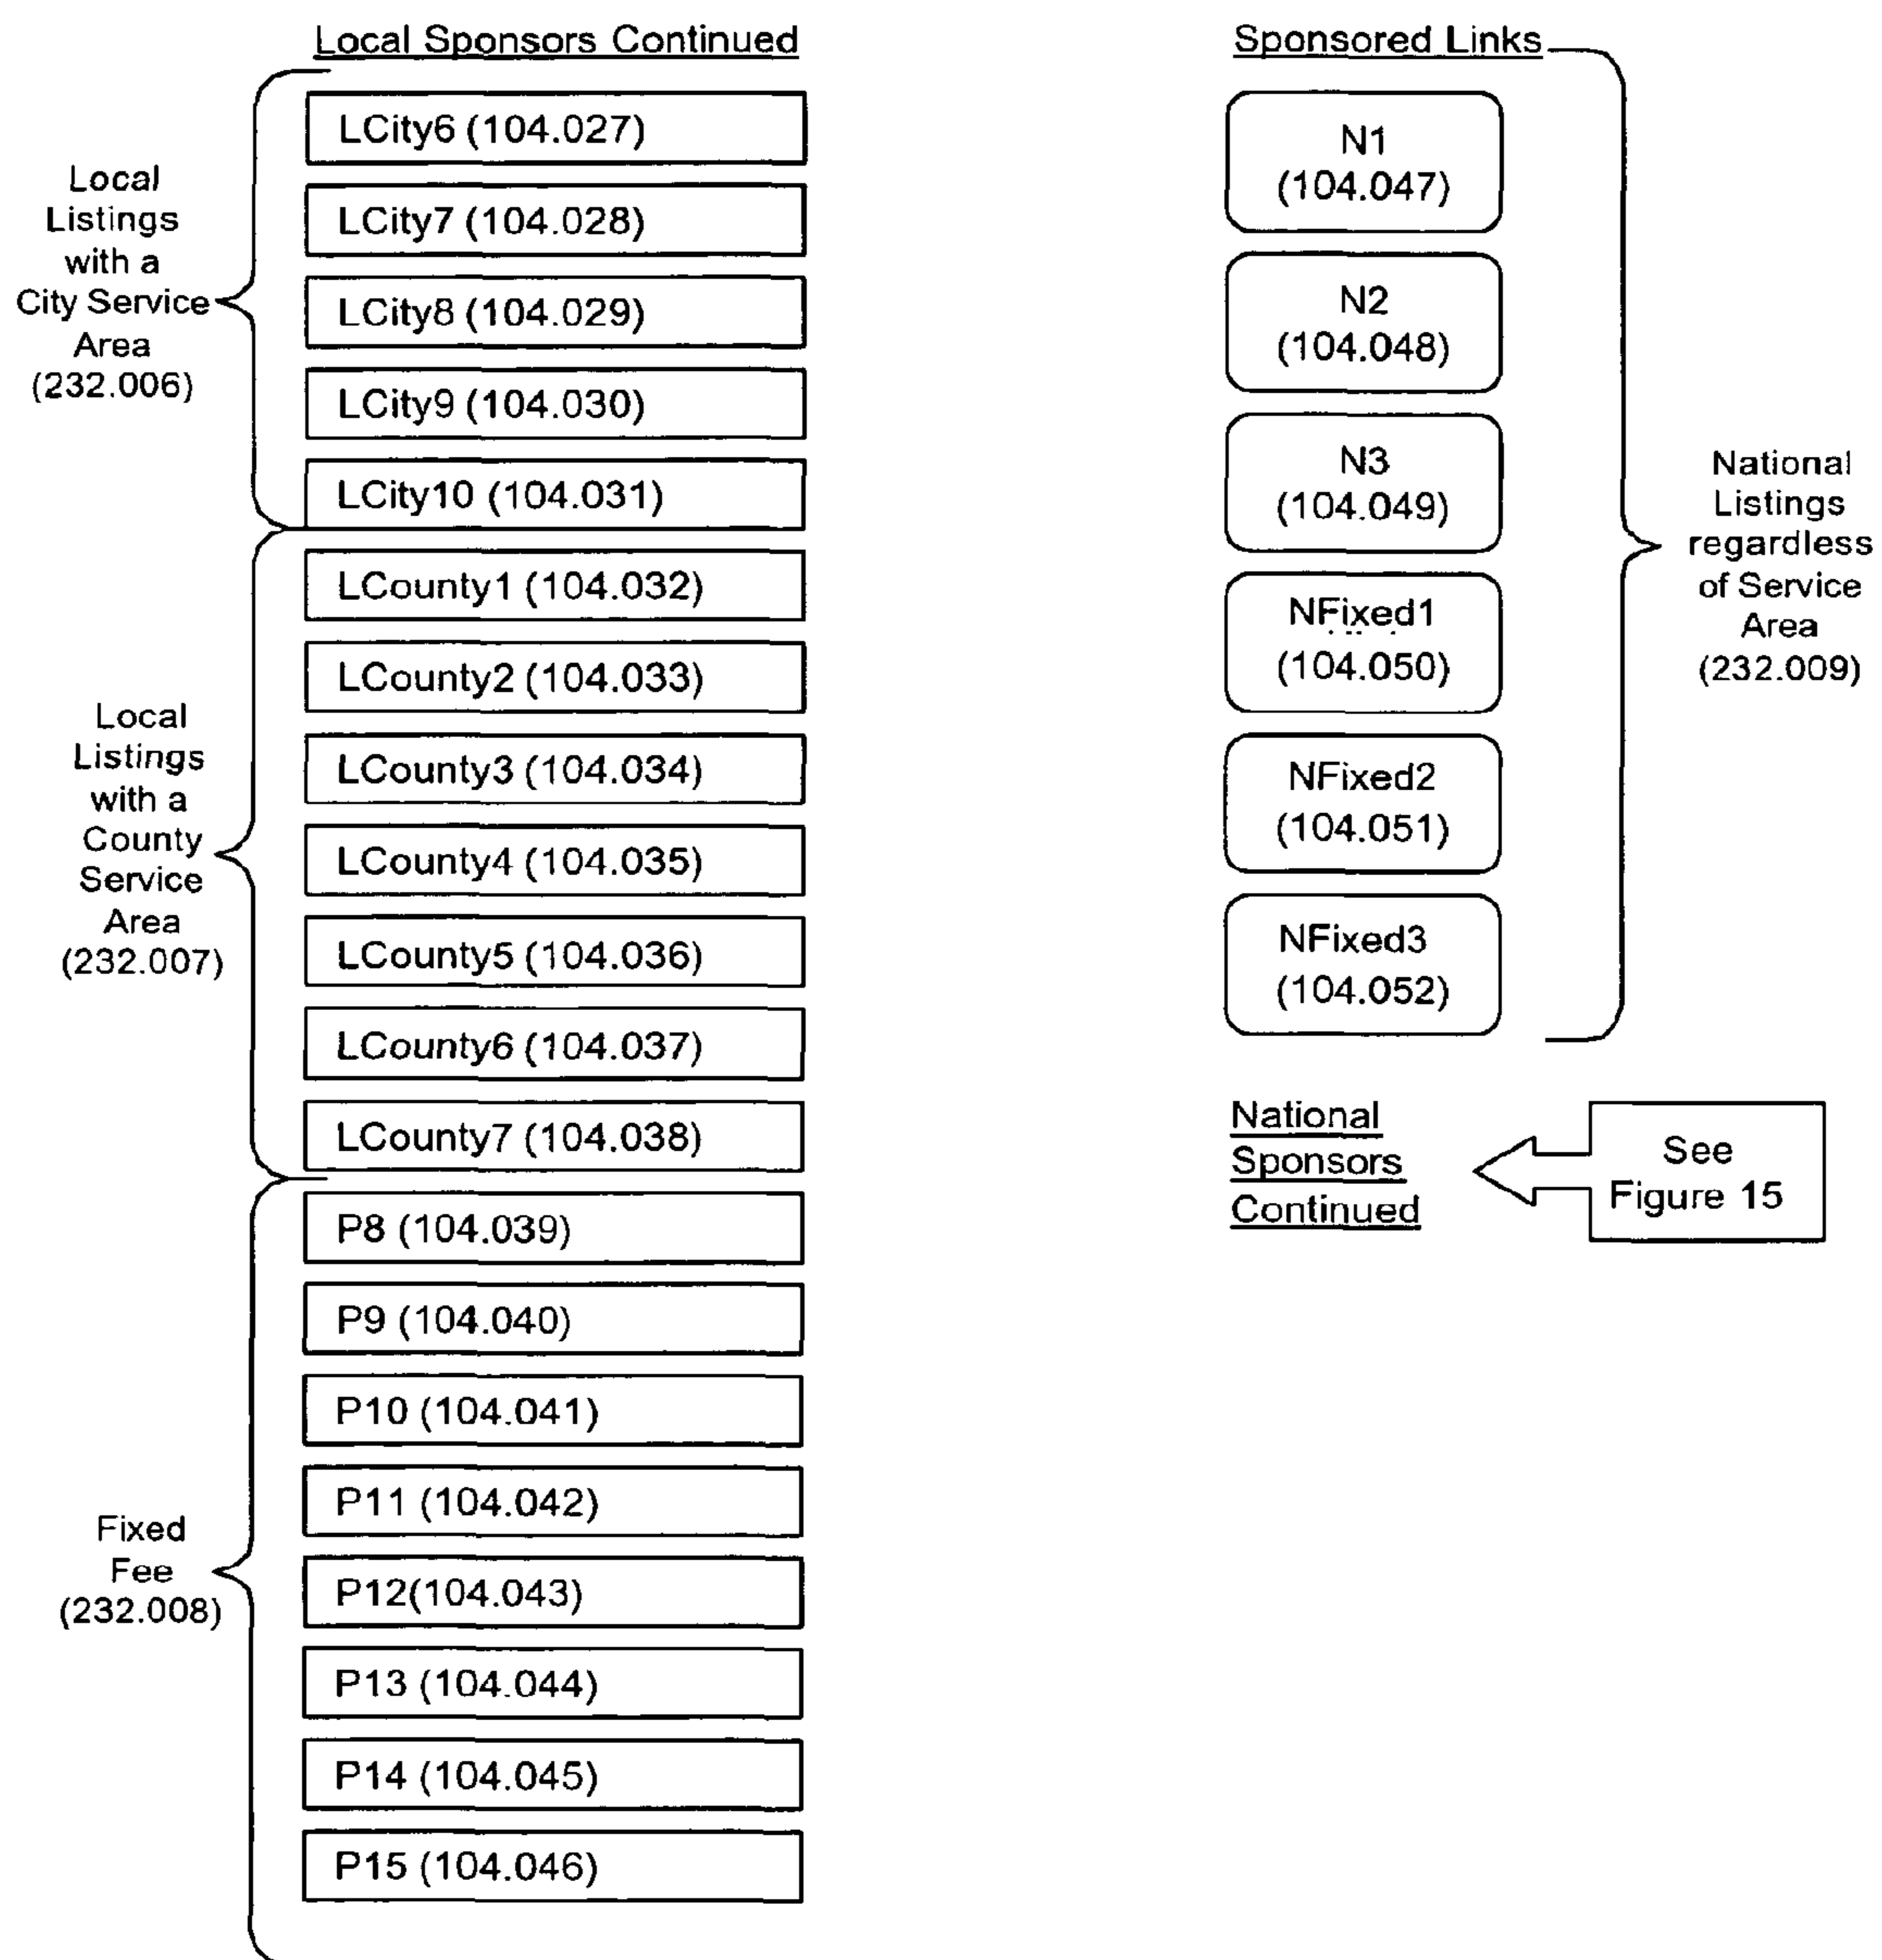 Local Sponsors Continued
Local
Listings
with a
City Service
Area
(232.006)
LCity6 (104.027)
LCity7 (104.028)
LCity8 (104.029)
LCity9 (104.030)
LCity10 (104.031)
Local
Listings
with a
County
Service
Area
(232.007)
LCounty1 (104.032)
LCounty2 (104.033)
LCounty3 (104.034)
LCounty4 (104.035)
LCounty5 (104.036)
LCounty6 (104.037)
LCounty7 (104.038)
Fixed
Fee
(232.008)
P8 (104.039)
P9 (104.040)
P10 (104.041)
P11 (104.042)
P12(104.043)
P13 (104.044)
P14 (104.045)
P15 (104.046)
Sponsored Links
N1
(104.047)
N2
(104.048)
N3
(104.049)
NFixed1
(104.050)
NFixed2
(104.051)
NFixed3
(104.052)
National
Listings
regardless
of Service
Area
(232.009)
National
Sponsors
Continued
See
Figure 15